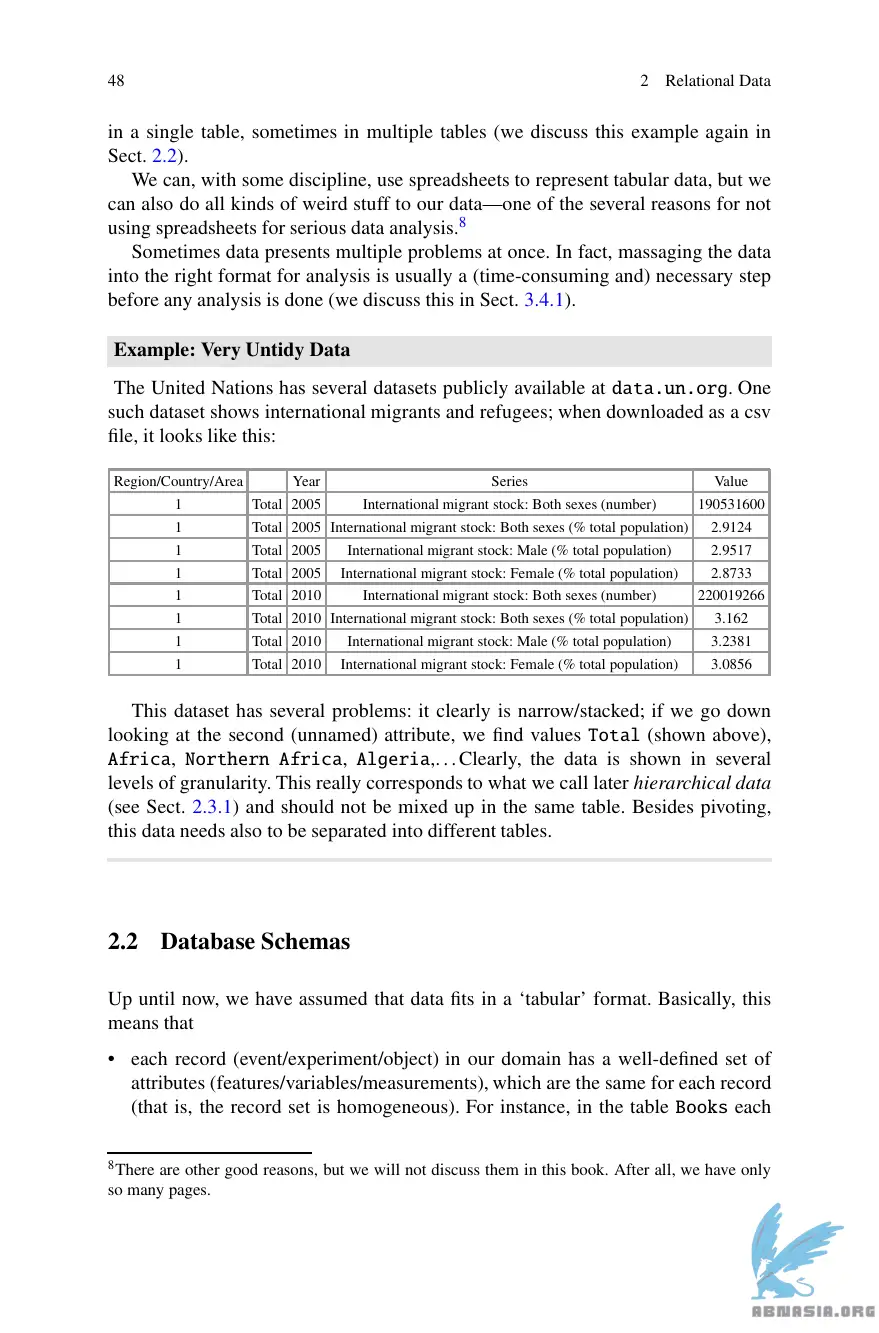 48 2 Relational Data
in a single table, sometimes in multiple tables (we discuss this example again in
Sect. 2.2).
We can, with some discipline, use spreadsheets to represent tabular data, but we
can also do all kinds of weird stuff to our data—one of the several reasons for not
using spreadsheets for serious data analysis.8
Sometimes data presents multiple problems at once. In fact, massaging the data
into the right format for analysis is usually a (time-consuming and) necessary step
before any analysis is done (we discuss this in Sect. 3.4.1).
Example: Very Untidy Data
The United Nations has several datasets publicly available at data.un.org. One
such dataset shows international migrants and refugees; when downloaded as a csv
file, it looks like this:
Region/Country/Area Year Series Value
1 Total 2005 International migrant stock: Both sexes (number) 190531600
1 Total 2005 International migrant stock: Both sexes (% total population) 2.9124
1 Total 2005 International migrant stock: Male (% total population) 2.9517
1 Total 2005 International migrant stock: Female (% total population) 2.8733
1 Total 2010 International migrant stock: Both sexes (number) 220019266
1 Total 2010 International migrant stock: Both sexes (% total population) 3.162
1 Total 2010 International migrant stock: Male (% total population) 3.2381
1 Total 2010 International migrant stock: Female (% total population) 3.0856
This dataset has several problems: it clearly is narrow/stacked; if we go down
looking at the second (unnamed) attribute, we find values Total (shown above),
Africa, Northern Africa, Algeria,...Clearly, the data is shown in several
levels of granularity. This really corresponds to what we call later hierarchical data
(see Sect. 2.3.1) and should not be mixed up in the same table. Besides pivoting,
this data needs also to be separated into different tables.
2.2 Database Schemas
Up until now, we have assumed that data fits in a ‘tabular’ format. Basically, this
means that
• each record (event/experiment/object) in our domain has a well-defined set of
attributes (features/variables/measurements), which are the same for each record
(that is, the record set is homogeneous). For instance, in the table Books each
8There are other good reasons, but we will not discuss them in this book. After all, we have only
so many pages.
ABNASIA.ORG